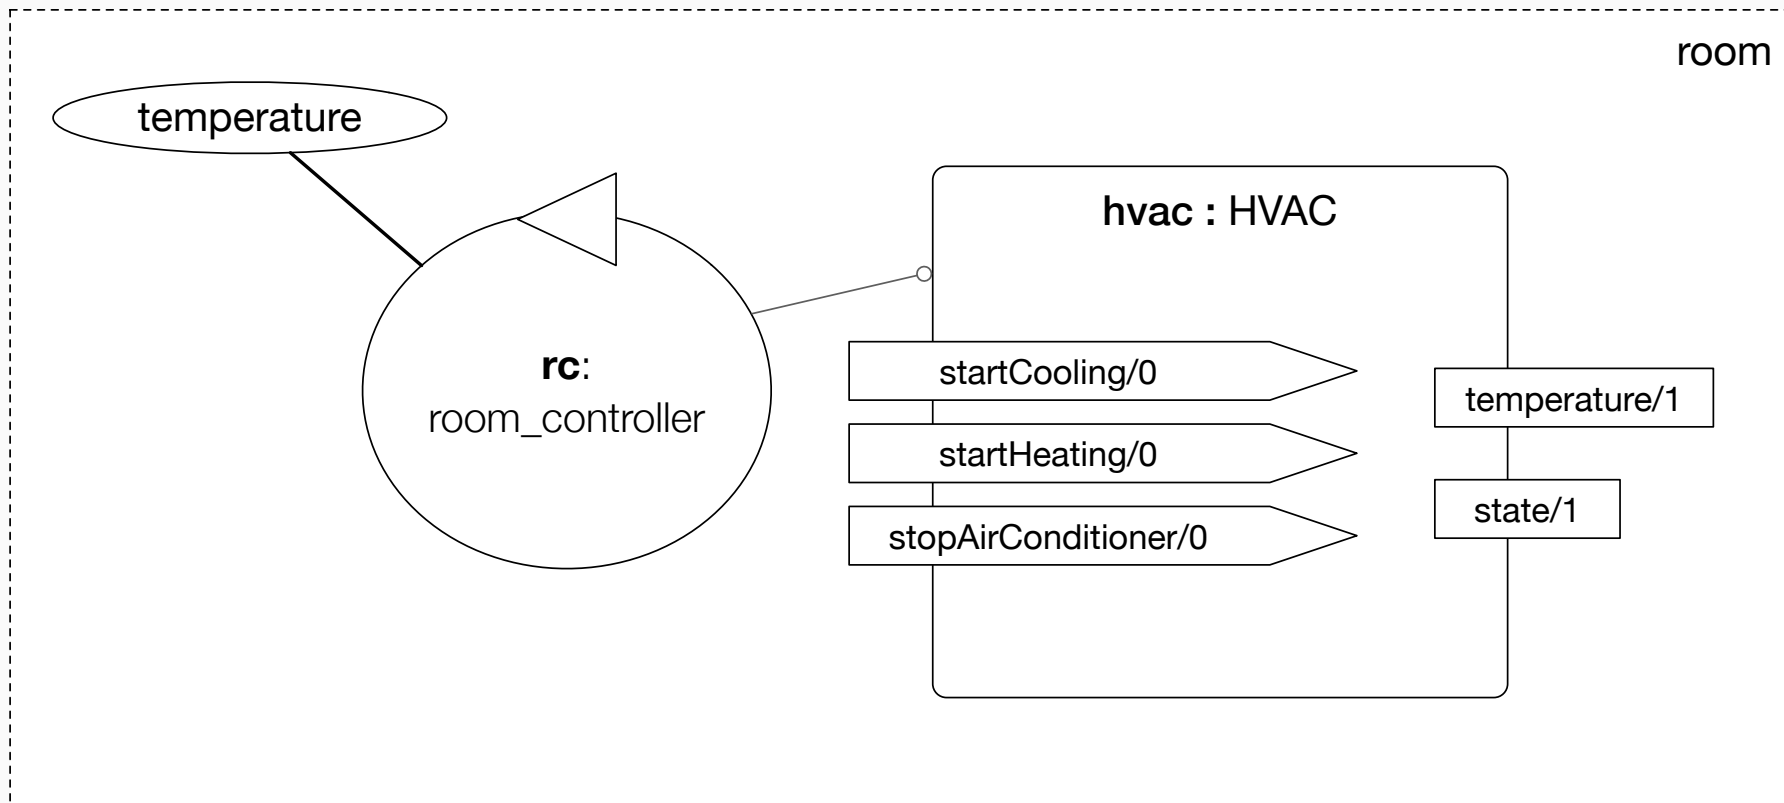 room
temperature
hvac : HVAC
rc:
room_controller
startCooling/0
startHeating/0
stopAirConditioner/0
temperature/1
state/1